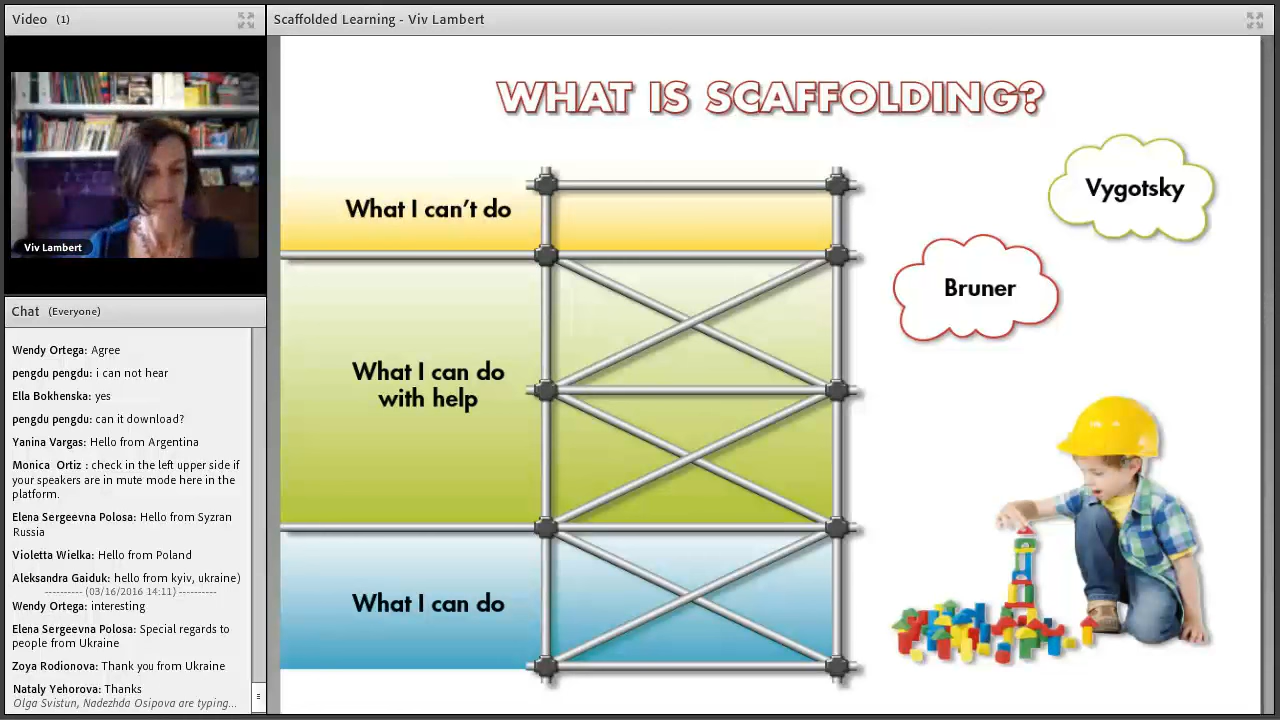 Video (1)
Viv Lambert
Chat (Everyone)
Wendy Ortega: Agree
pengdu pengdu: i can not hear
Ella Bokhenska: yes
pengdu pengdu: can it download?
Yanina Vargas: Hello from Argentina
Monica Ortiz : check in the left upper side if
your speakers are in mute mode here in the
platform.
Elena Sergeevna Polosa: Hello from Syzran
Russia
Violetta Wielka: Hello from Poland
Aleksandra Gaiduk: hello from kyiv, ukraine)
---------- (03/16/2016 14:11) ----------
Wendy Ortega: interesting
Elena Sergeevna Polosa: Special regards to
people from Ukraine
Zoya Rodionova: Thank you from Ukraine
Nataly Yehorova: Thanks
Olga Svistun, Nadezhda Osipova are typing...
Scaffolded Learning - Viv Lambert
WHAT IS SCAFFOLDING?
What I can't do
What I can do
with help
What I can do
Vygotsky
Bruner